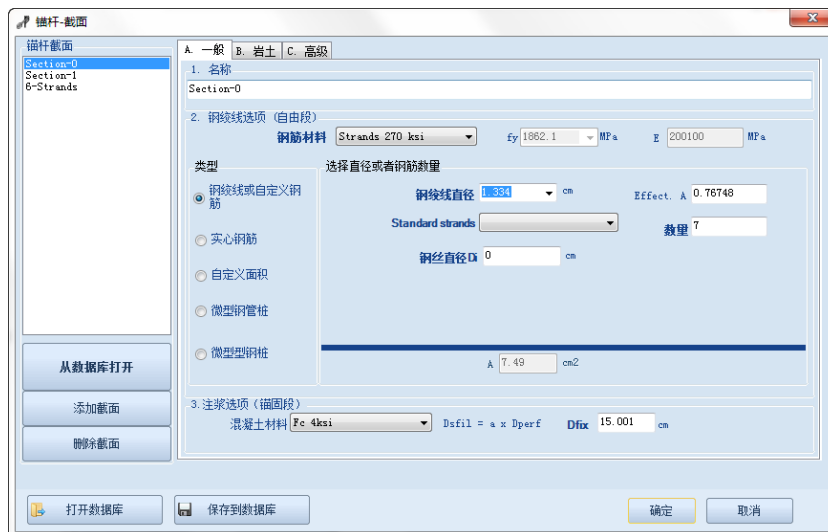 锚杆-截面
锚杆截面
Section-0
Section-1
6-Strands
从数据库打开
添加截面
删除截面
A. 一般 B. 岩土 C. 高级
1. 名称
Section-0
2. 钢绞线选项 (自由段)
钢筋材料 Strands 270 ksi fy 1862.1 MPa E 200100 MPa
类型
钢绞线或自定义钢
筋
实心钢筋
自定义面积
微型钢管桩
微型型钢桩
选择直径或者钢筋数量
钢绞线直径 1.334 cm Effect. A 0.76748
Standard strands 数量 7
钢丝直径Di 0 cm
A 7.49 cm2
3.注浆选项 (锚固段)
混凝土材料 Fc 4ksi Dsfil = a x Dperf Dfix 15.001 cm
打开数据库 保存到数据库 确定 取消